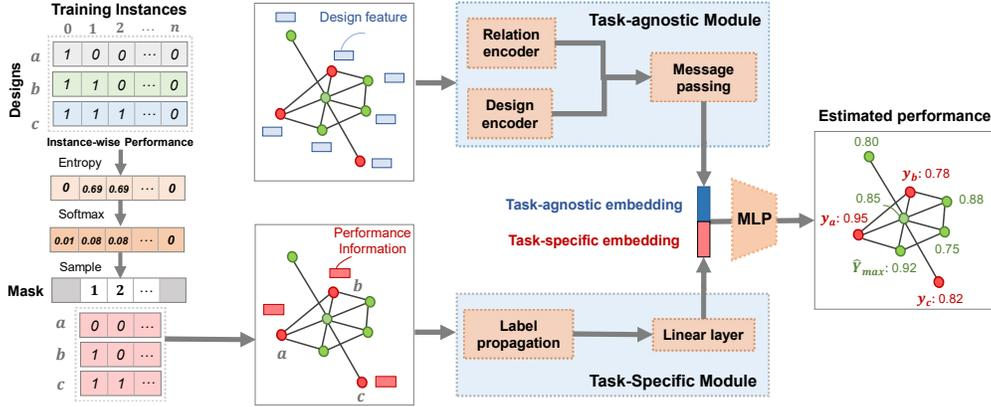 Training Instances
0 1 2 ... n
Designs
a 1 0 0 ... 0
b 1 1 0 ... 0
c 1 1 1 ... 0
Instance-wise Performance
Entropy
0 0.69 0.69 ... 0
Softmax
0.01 0.08 0.08 ... 0
Sample
Mask 1 2 ...
a 0 0 ...
b 1 0 ...
c 1 1 ...
Design feature
Performance
Information
b
a
c
Task-agnostic Module
Relation
encoder
Design
encoder
Message
passing
Task-agnostic embedding
Task-specific embedding
MLP
Label
propagation
Linear layer
Task-Specific Module
Estimated performance
0.80
y_b: 0.78
0.85
0.88
y_a: 0.95
0.75
Ŷ_max: 0.92
y_c: 0.82